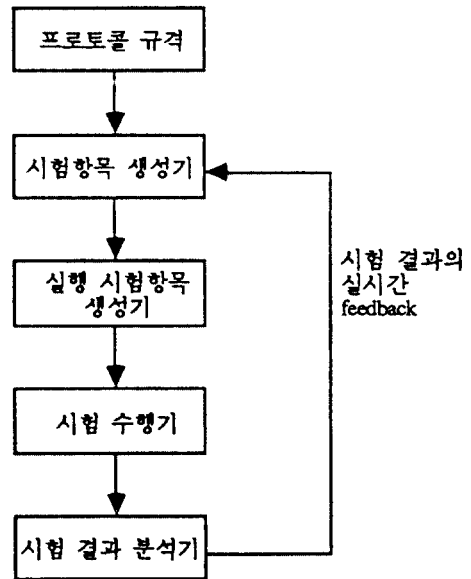 프로토콜 규격
시험항목 생성기
실행 시험항목
생성기
시험 수행기
시험 결과 분석기
시험 결과의
실시간
feedback